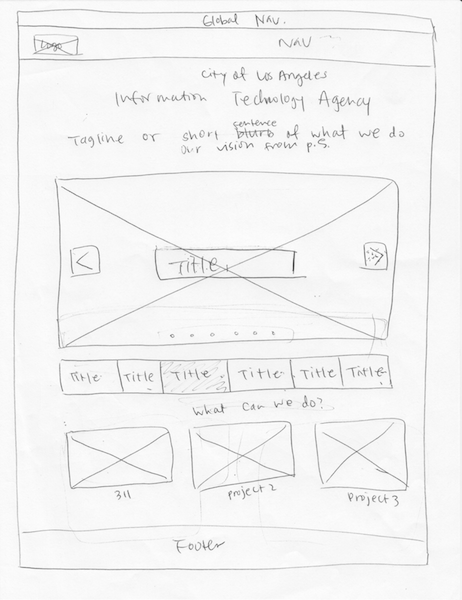 Global Nav.
Logo
NAV
City of Los Angeles
Information Technology Agency
sentence
Tagline or short blurb of what we do
our vision from p.s.
Title.
Title Title Title Title Title Title
What can we do?
311 project 2 project 3
Footer